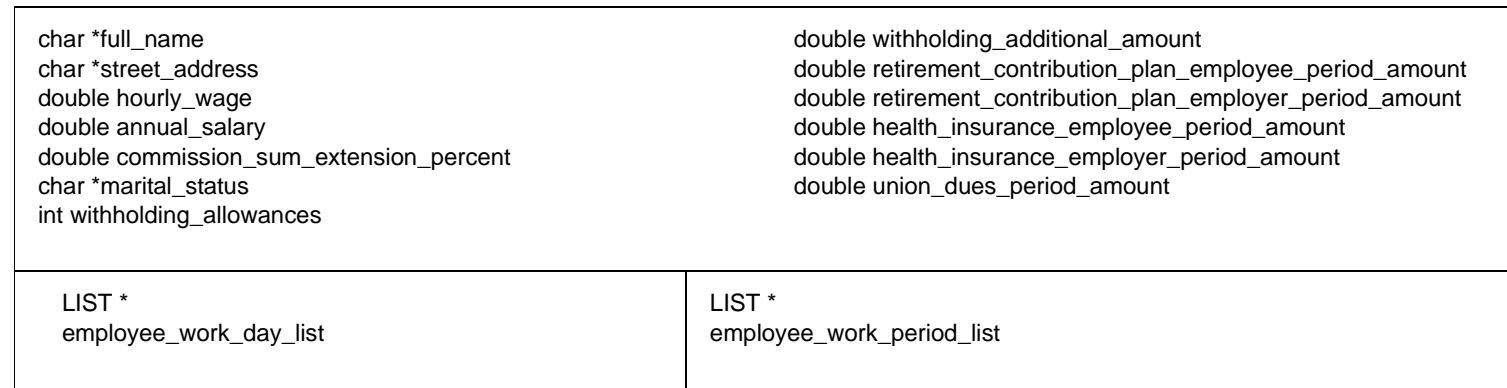 char *full_name
char *street_address
double hourly_wage
double annual_salary
double commission_sum_extension_percent
char *marital_status
int withholding_allowances
double withholding_additional_amount
double retirement_contribution_plan_employee_period_amount
double retirement_contribution_plan_employer_period_amount
double health_insurance_employee_period_amount
double health_insurance_employer_period_amount
double union_dues_period_amount
LIST *
employee_work_day_list
LIST *
employee_work_period_list